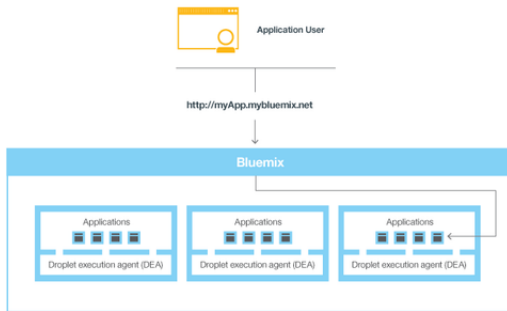 Application User
http://myApp.mybluemix.net
Bluemix
Applications
Applications
Applications
Droplet execution agent (DEA)
Droplet execution agent (DEA)
Droplet execution agent (DEA)